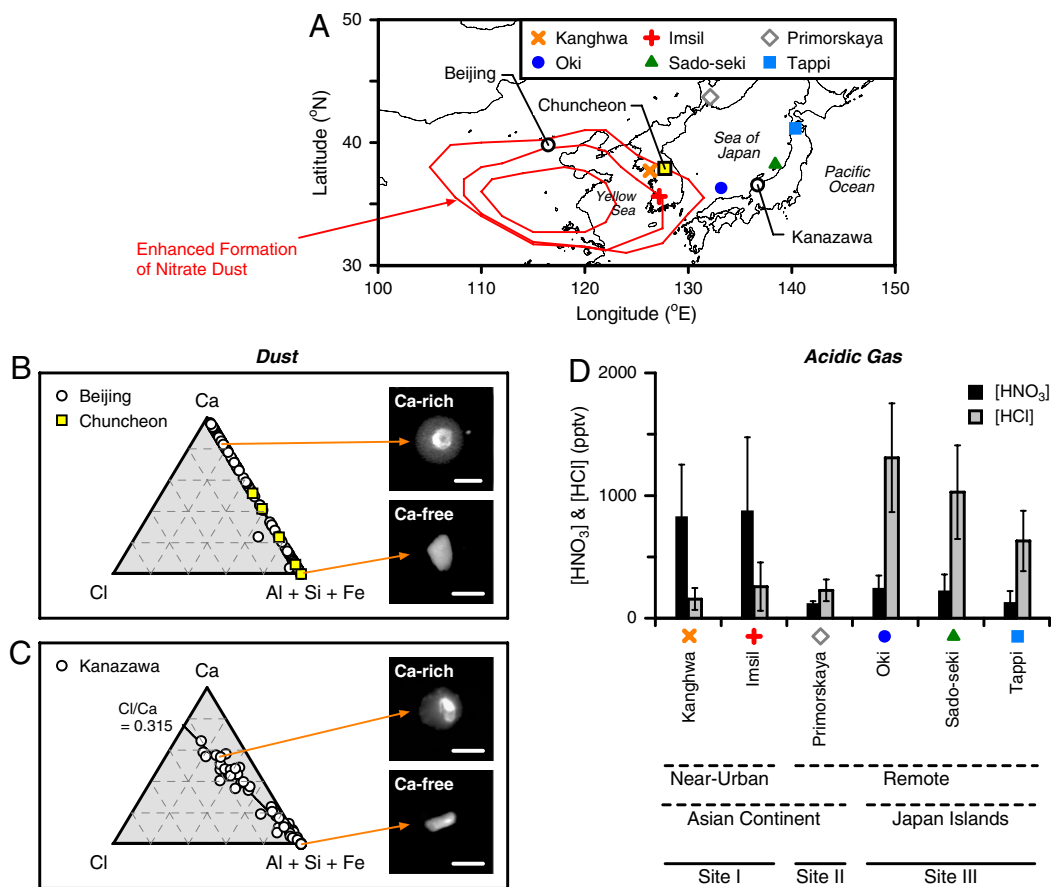 A
Kanghwa
Imsil
Primorskaya
Oki
Sado-seki
Tappi
Latitude (°N)
50
40
30
Beijing
Chuncheon
Sea of
Japan
Yellow
Sea
Pacific
Ocean
Kanazawa
Enhanced Formation
of Nitrate Dust
100
110
120
130
140
150
Longitude (°E)
Dust
B
Beijing
Chuncheon
Ca
Cl
Al + Si + Fe
Ca-rich
Ca-free
C
Kanazawa
Ca
Cl/Ca
= 0.315
Cl
Al + Si + Fe
Ca-rich
Ca-free
Acidic Gas
D
[HNO₃] & [HCl] (pptv)
2000
1000
0
[HNO₃]
[HCl]
Kanghwa
Imsil
Primorskaya
Oki
Sado-seki
Tappi
Near-Urban
Remote
Asian Continent
Japan Islands
Site I
Site II
Site III